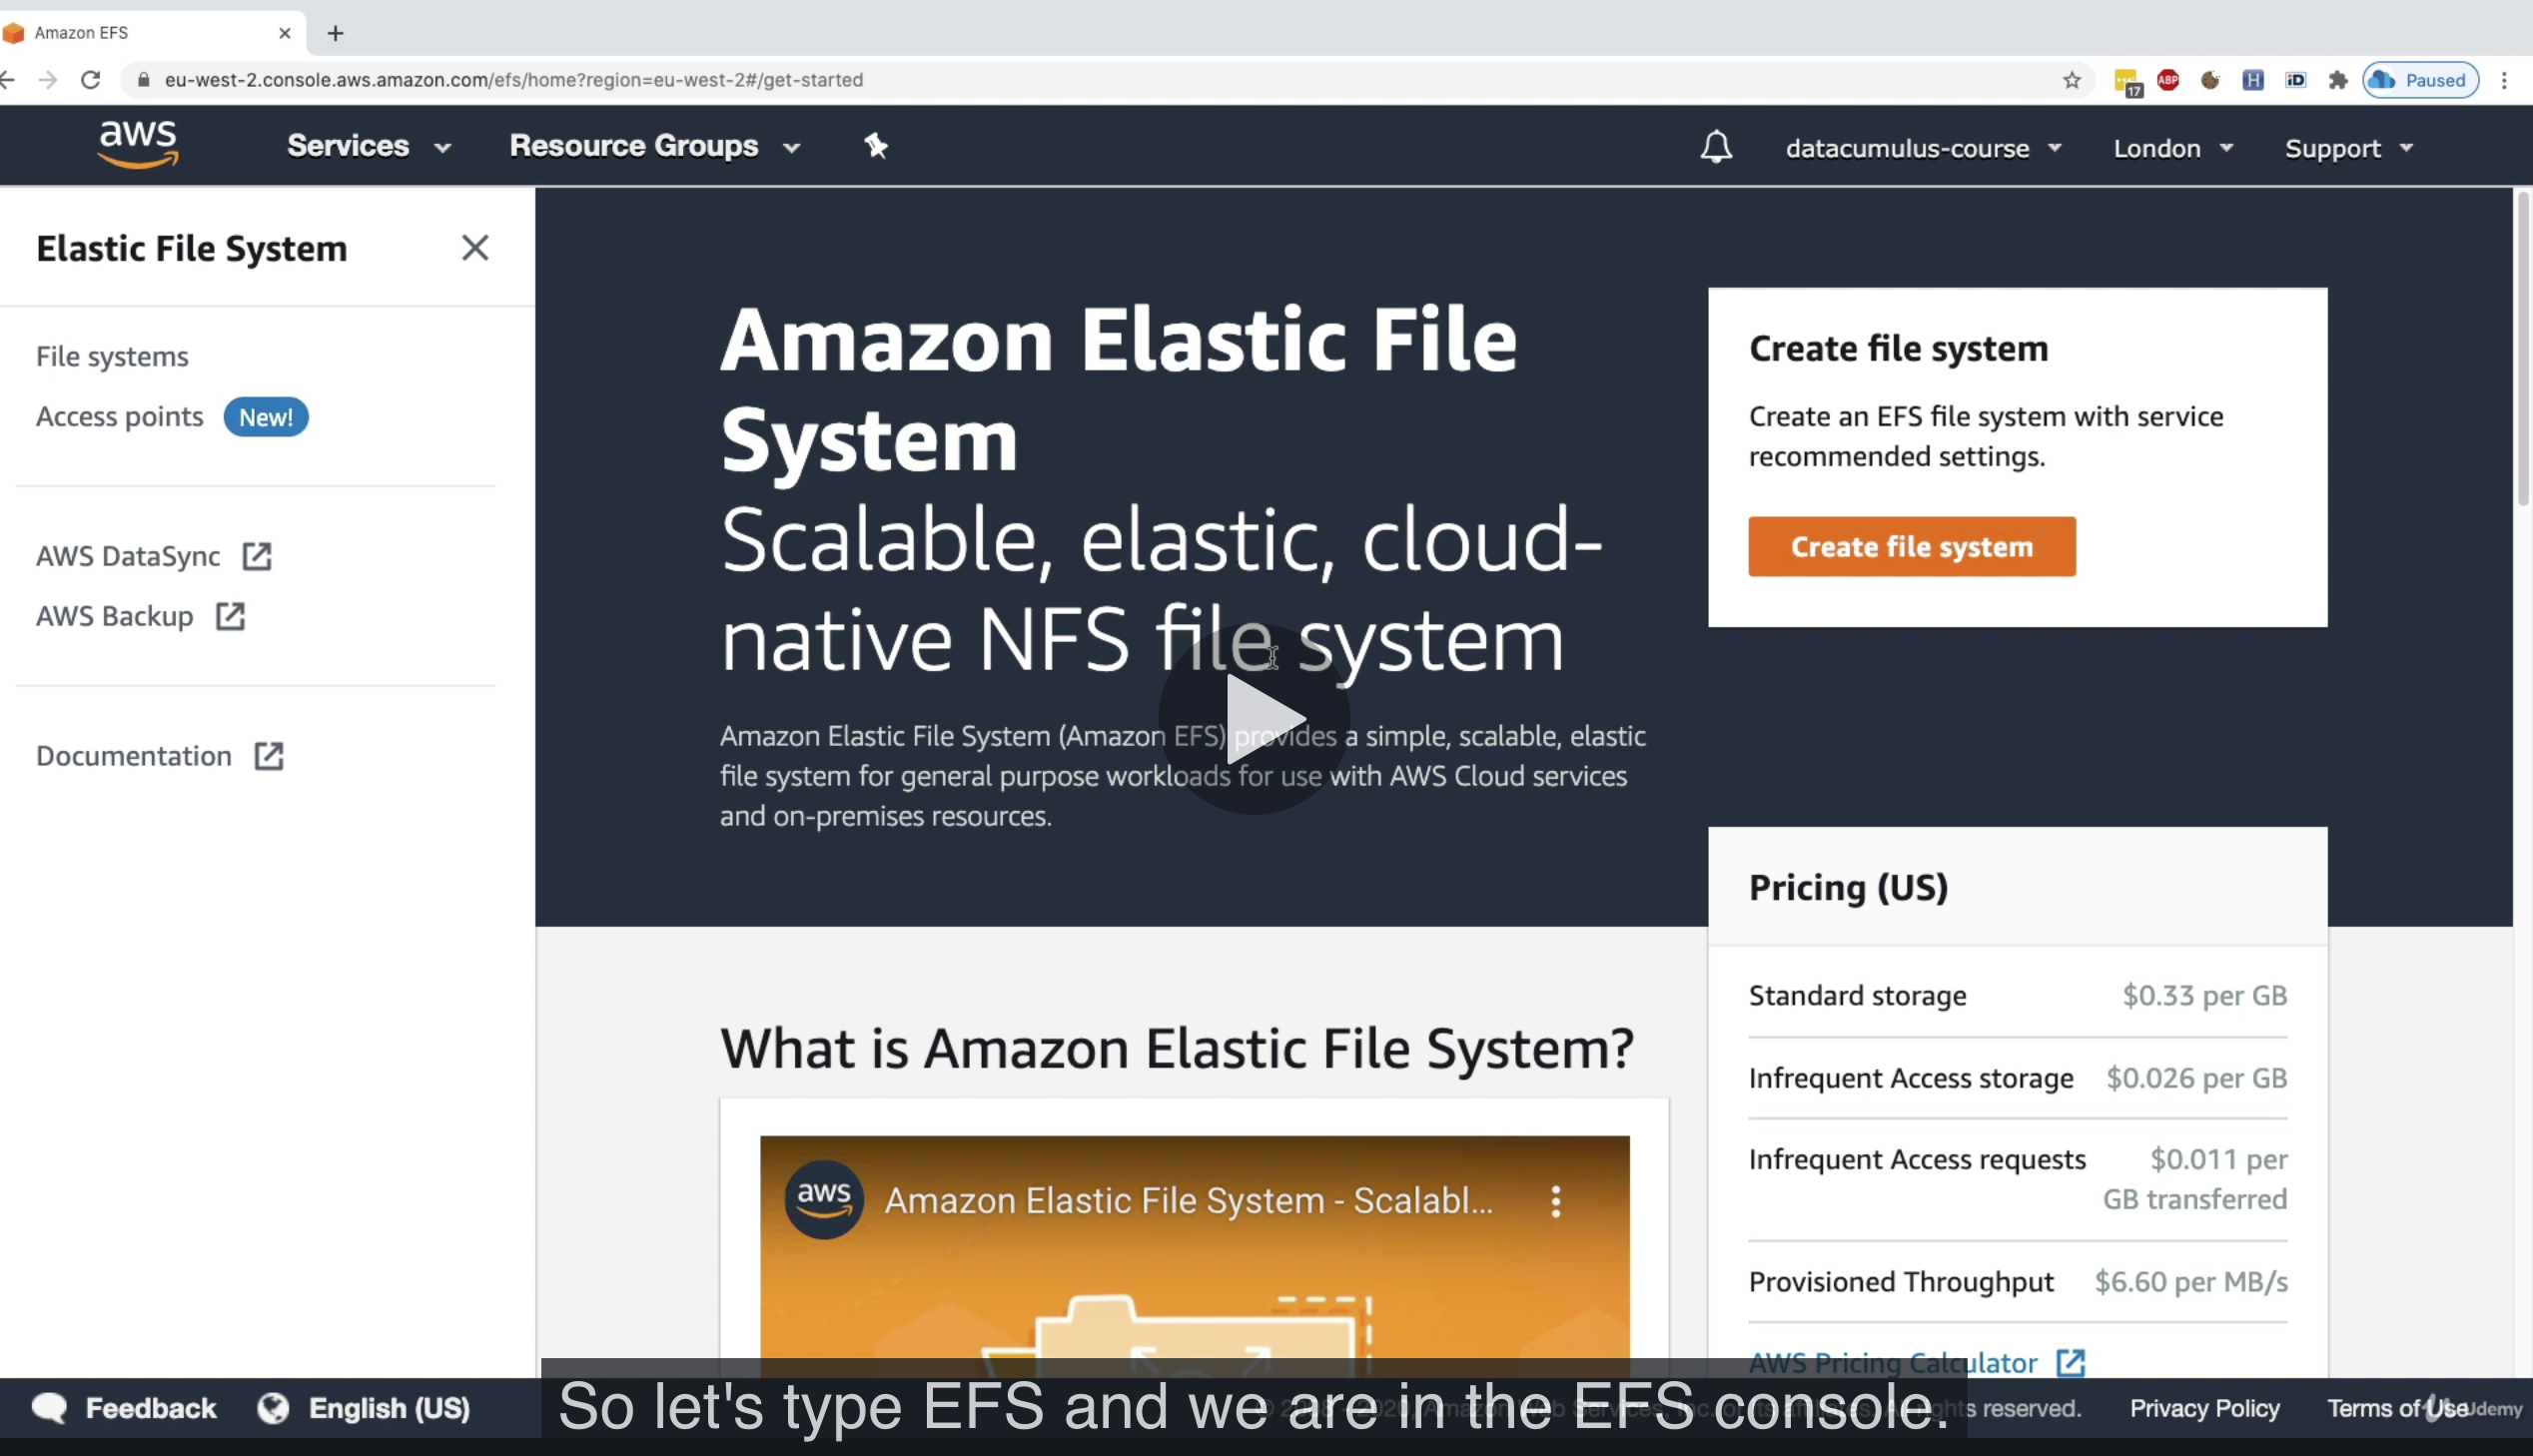 Amazon EFS
eu-west-2.console.aws.amazon.com/efs/home?region=eu-west-2#/get-started
17
ABP
H
iD
Paused
aws
Services
Resource Groups
datacumulus-course
London
Support
Elastic File System
File systems
Access points New!
AWS DataSync
AWS Backup
Documentation
Amazon Elastic File
System
Scalable, elastic, cloud-
native NFS file system
Amazon Elastic File System (Amazon EFS) provides a simple, scalable, elastic
file system for general purpose workloads for use with AWS Cloud services
and on-premises resources.
Create file system
Create an EFS file system with service
recommended settings.
Create file system
Pricing (US)
Standard storage $0.33 per GB
Infrequent Access storage $0.026 per GB
Infrequent Access requests $0.011 per
GB transferred
Provisioned Throughput $6.60 per MB/s
AWS Pricing Calculator
What is Amazon Elastic File System?
aws
Amazon Elastic File System - Scalabl...
So let's type EFS and we are in the EFS console.
Feedback
English (US)
reserved.
Privacy Policy
Terms of Use
Udemy